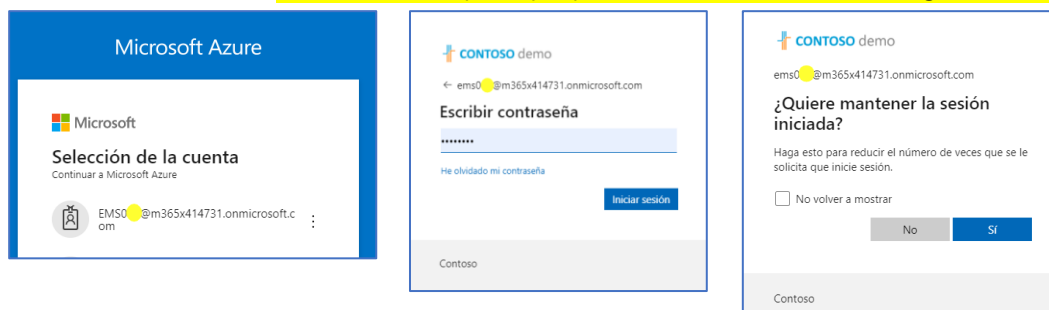 Microsoft Azure
Microsoft
Selección de la cuenta
Continuar a Microsoft Azure
EMS0 @m365x414731.onmicrosoft.c
om
CONTOSO demo
← ems0 @m365x414731.onmicrosoft.com
Escribir contraseña
••••••••
He olvidado mi contraseña
Iniciar sesión
Contoso
CONTOSO demo
ems0 @m365x414731.onmicrosoft.com
¿Quiere mantener la sesión
iniciada?
Haga esto para reducir el número de veces que se le
solicita que inicie sesión.
No volver a mostrar
No
Sí
Contoso